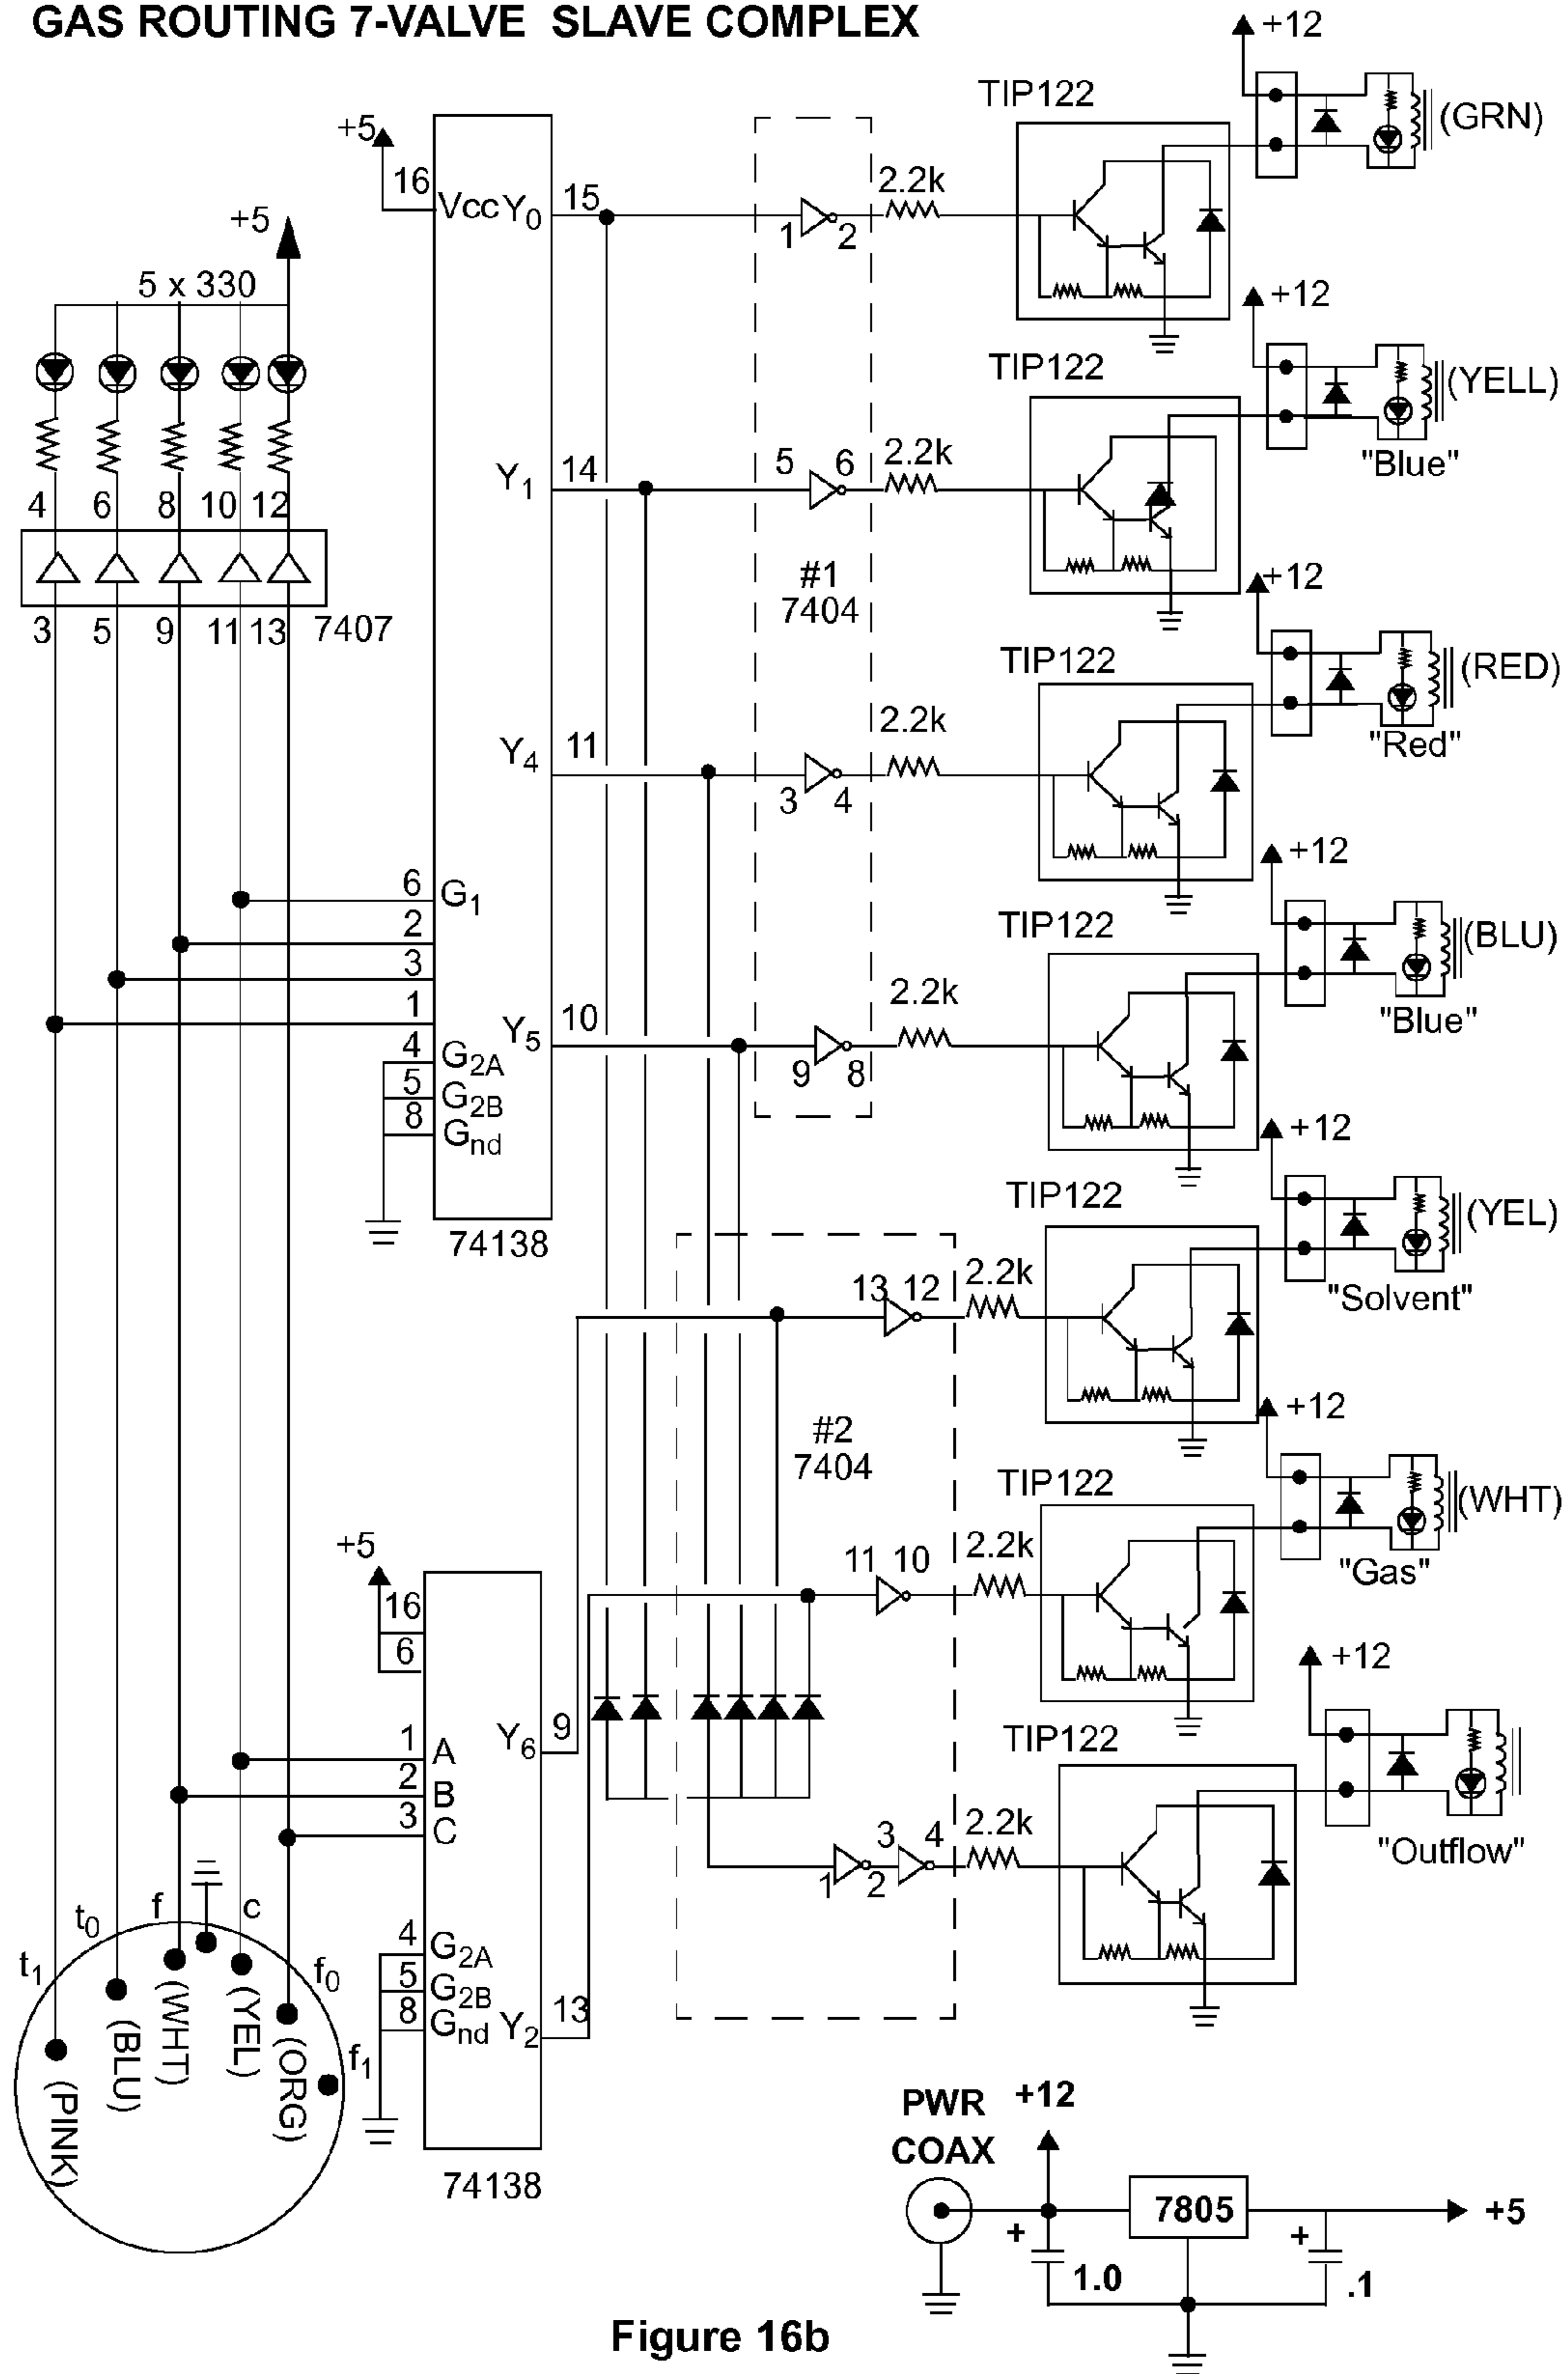 GAS ROUTING 7-VALVE SLAVE COMPLEX
+12
TIP122
(GRN)
+5
16
Vcc Y0
15
2.2k
1
2
+5
5 x 330
+12
TIP122
(YELL)
"Blue"
4
6
8
10
12
Y1
14
5
6
2.2k
#1
7404
3
5
9
11
13
7407
+12
TIP122
(RED)
"Red"
Y4
11
2.2k
3
4
6
G1
2
3
1
+12
TIP122
(BLU)
"Blue"
Y5
10
2.2k
9
8
4
G2A
5
G2B
8
Gnd
74138
+12
TIP122
(YEL)
"Solvent"
13
12
2.2k
#2
7404
+12
TIP122
(WHT)
"Gas"
11
10
2.2k
+5
16
6
+12
TIP122
"Outflow"
Y6
9
1
A
2
B
3
C
3
4
2.2k
1
2
t1
t0
f
c
f0
f1
(PINK)
(BLU)
(WHT)
(YEL)
(ORG)
4
G2A
5
G2B
8
Gnd
Y2
13
74138
PWR
COAX
+12
7805
+5
+
1.0
+
.1
Figure 16b